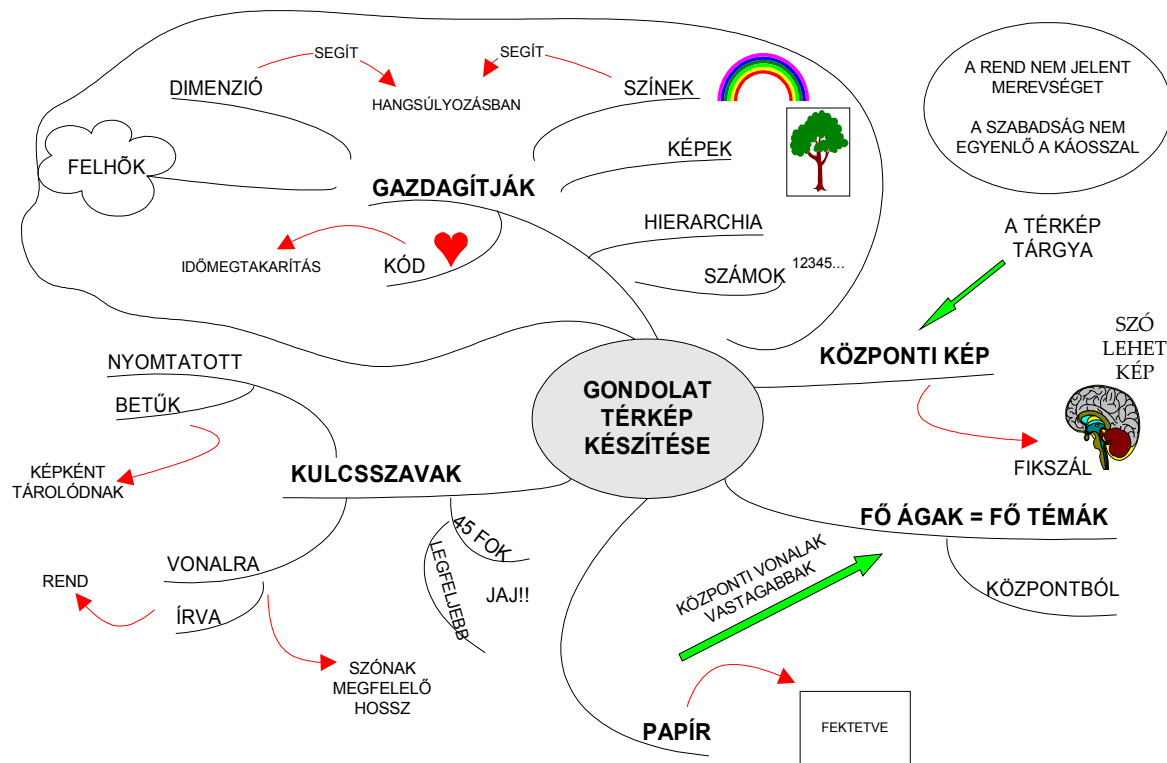 SEGÍT
SEGÍT
DIMENZIÓ
HANGSÚLYOZÁSBAN
SZÍNEK
FELHÕK
GAZDAGÍTJÁK
KÉPEK
HIERARCHIA
SZÁMOK
12345...
IDŐMEGTAKARÍTÁS
KÓD
A REND NEM JELENT
MEREVSÉGET
A SZABADSÁG NEM
EGYENLŐ A KÁOSSZAL
A TÉRKÉP
TÁRGYA
KÖZPONTI KÉP
SZÓ
LEHET
KÉP
FIKSZÁL
GONDOLAT
TÉRKÉP
KÉSZÍTÉSE
NYOMTATOTT
BETŰK
KÉPKÉNT
TÁROLÓDNAK
KULCSSZAVAK
VONALRA
ÍRVA
REND
SZÓNAK
MEGFELELŐ
HOSSZ
45 FOK
LEGFELJEBB
JAJ!!
FŐ ÁGAK = FŐ TÉMÁK
KÖZPONTBÓL
KÖZPONTI VONALAK
VASTAGABBAK
PAPÍR
FEKTETVE